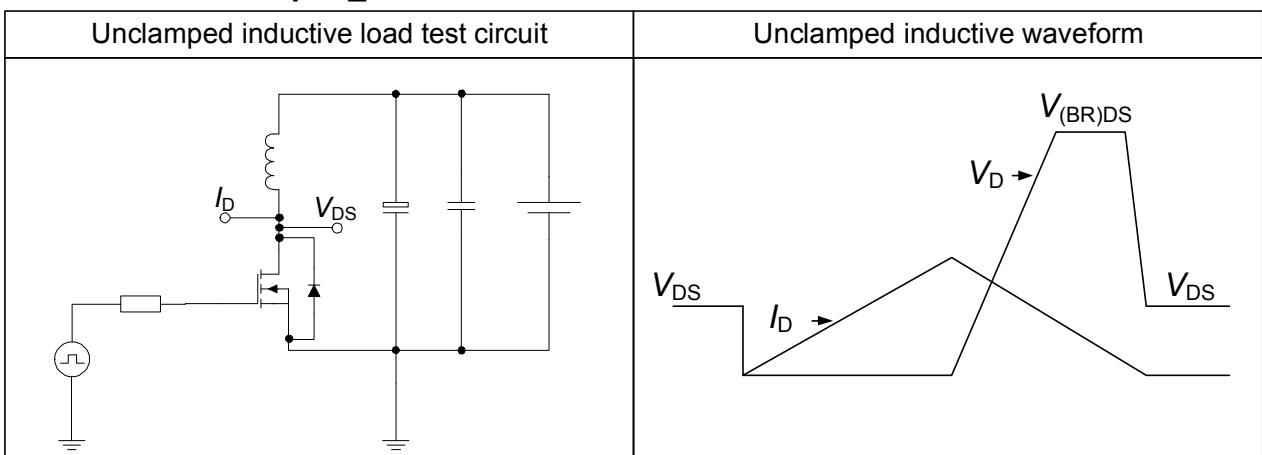 Unclamped inductive load test circuit
Unclamped inductive waveform
I_D
V_DS
V_(BR)DS
V_D
V_DS
I_D
V_DS